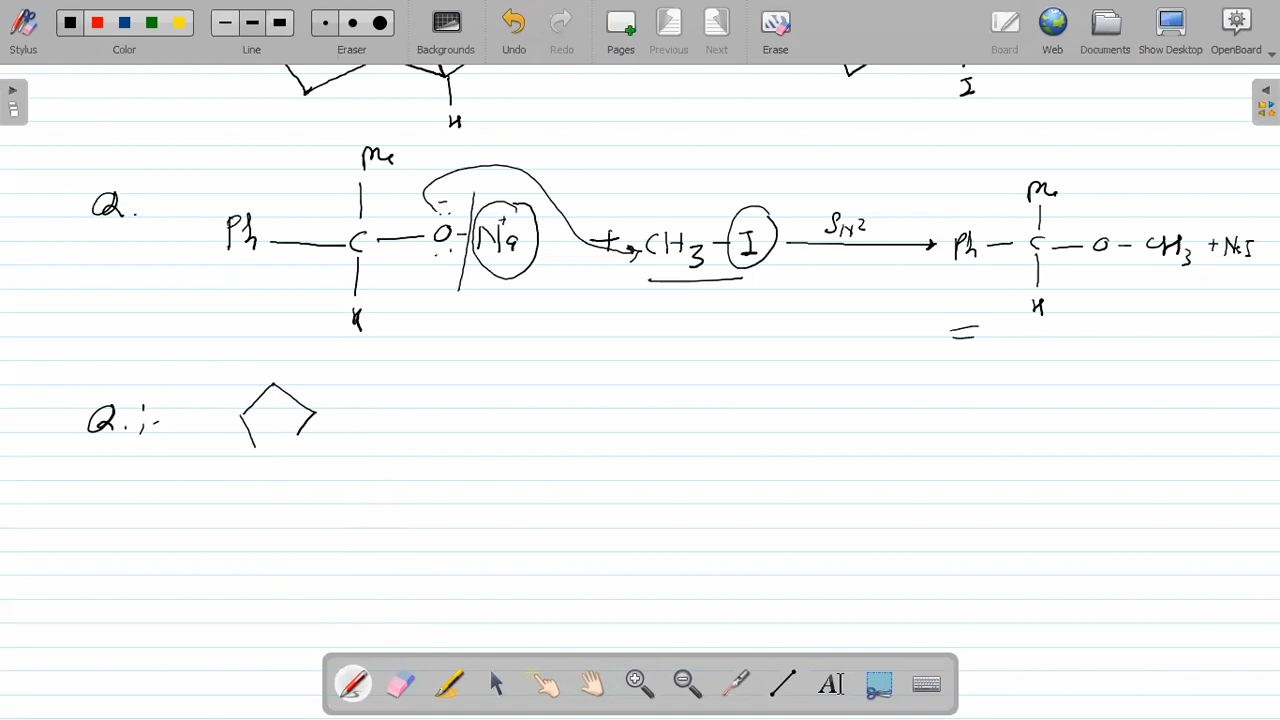 Stylus Color Line Eraser Backgrounds Undo Redo Pages Previous Next Erase Board Web Documents Show Desktop OpenBoard
H I
Me
Q. Ph - C - O - Na + CH3 - I SN2 Ph - C - O - CH3 + NaI
Me
H H
Q. :-